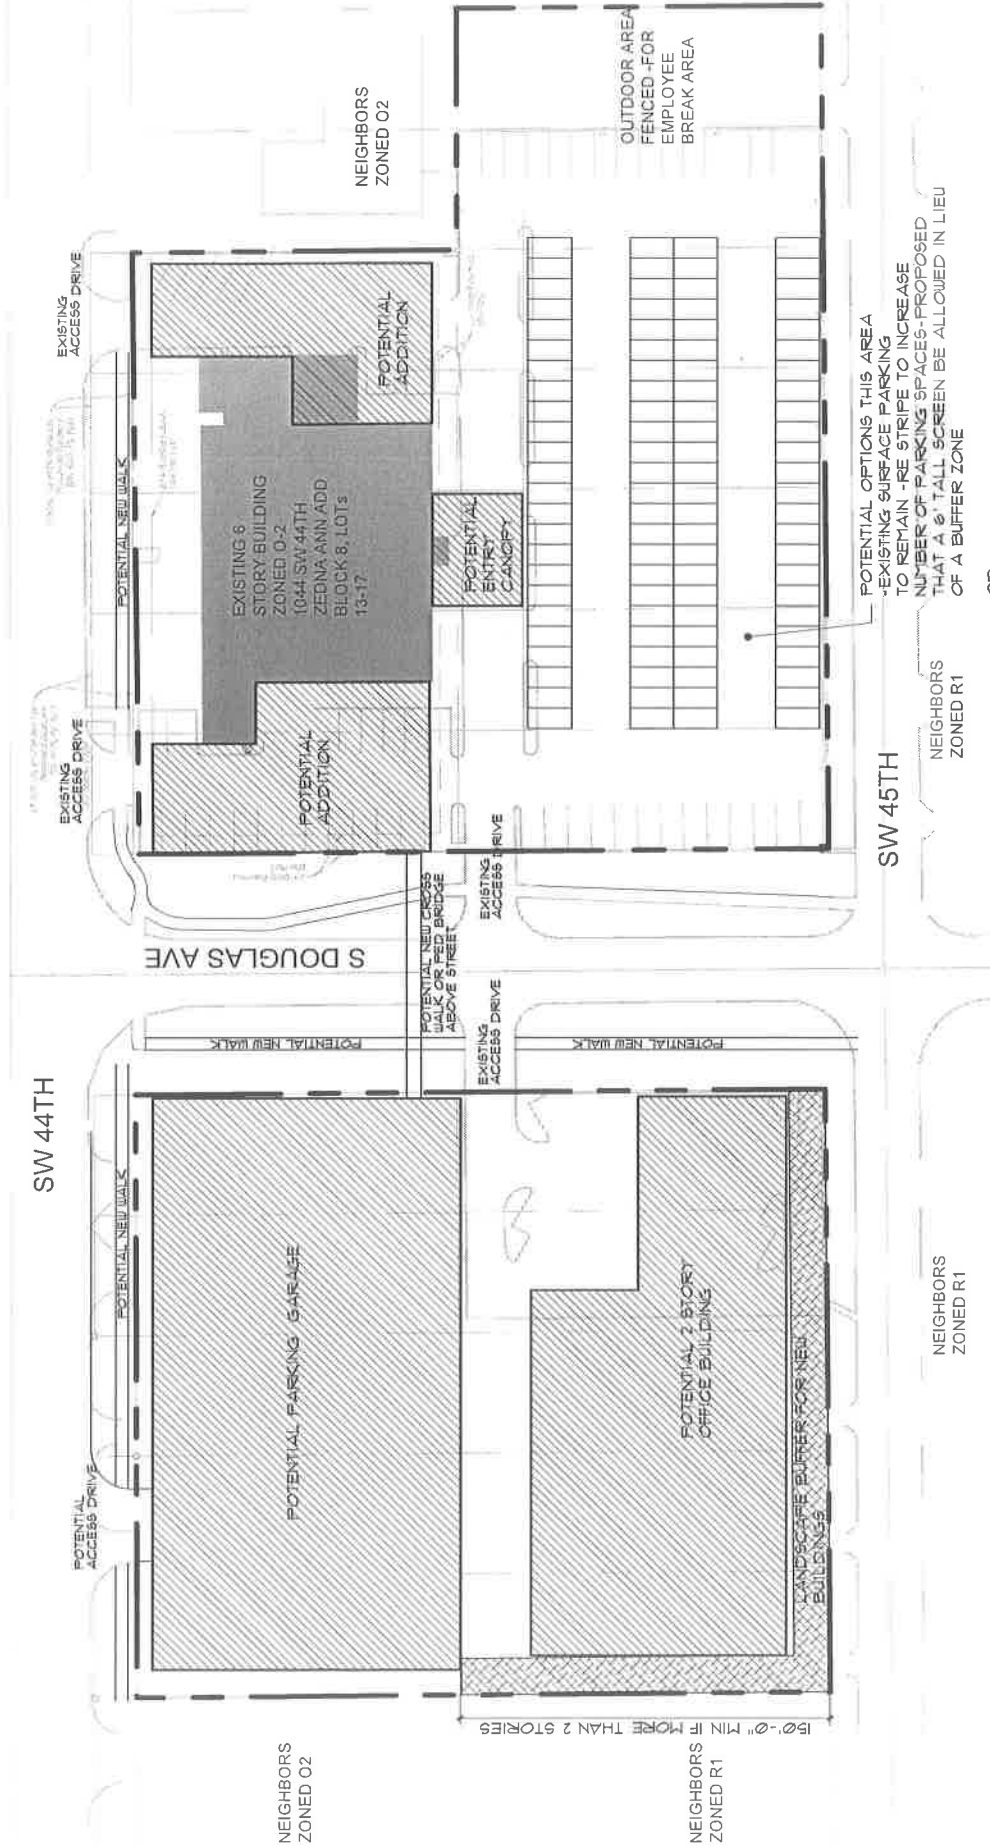 SW 44TH
POTENTIAL
ACCESS DRIVE
POTENTIAL NEW WALK
EXISTING
ACCESS DRIVE
POTENTIAL NEW WALK
EXISTING
ACCESS DRIVE
NEIGHBORS
ZONED O2
POTENTIAL PARKING GARAGE
POTENTIAL NEW WALK
S DOUGLAS AVE
POTENTIAL
ADDITION
EXISTING 6
STORY BUILDING
ZONED O-2
1044 SW 44TH
ZEDNA ANN ADD
BLOCK 8, LOTs
13-17
POTENTIAL
ADDITION
NEIGHBORS
ZONED O2
POTENTIAL NEW CROSS
WALK OR PED BRIDGE
ABOVE STREET
EXISTING
ACCESS DRIVE
EXISTING
ACCESS DRIVE
POTENTIAL
ENTRY
CANOPY
OUTDOOR AREA
FENCED -FOR
EMPLOYEE
BREAK AREA
150'-0" MIN IF MORE THAN 2 STORIES
NEIGHBORS
ZONED R1
POTENTIAL 2 STORY
OFFICE BUILDING
POTENTIAL NEW WALK
LANDSCAPE BUFFER FOR NEW
BUILDINGS
SW 45TH
POTENTIAL OPTIONS THIS AREA
-EXISTING SURFACE PARKING
TO REMAIN -RE STRIPE TO INCREASE
NUMBER OF PARKING SPACES-PROPOSED
THAT A 6' TALL SCREEN BE ALLOWED IN LIEU
OF A BUFFER ZONE
NEIGHBORS
ZONED R1
NEIGHBORS
ZONED R1